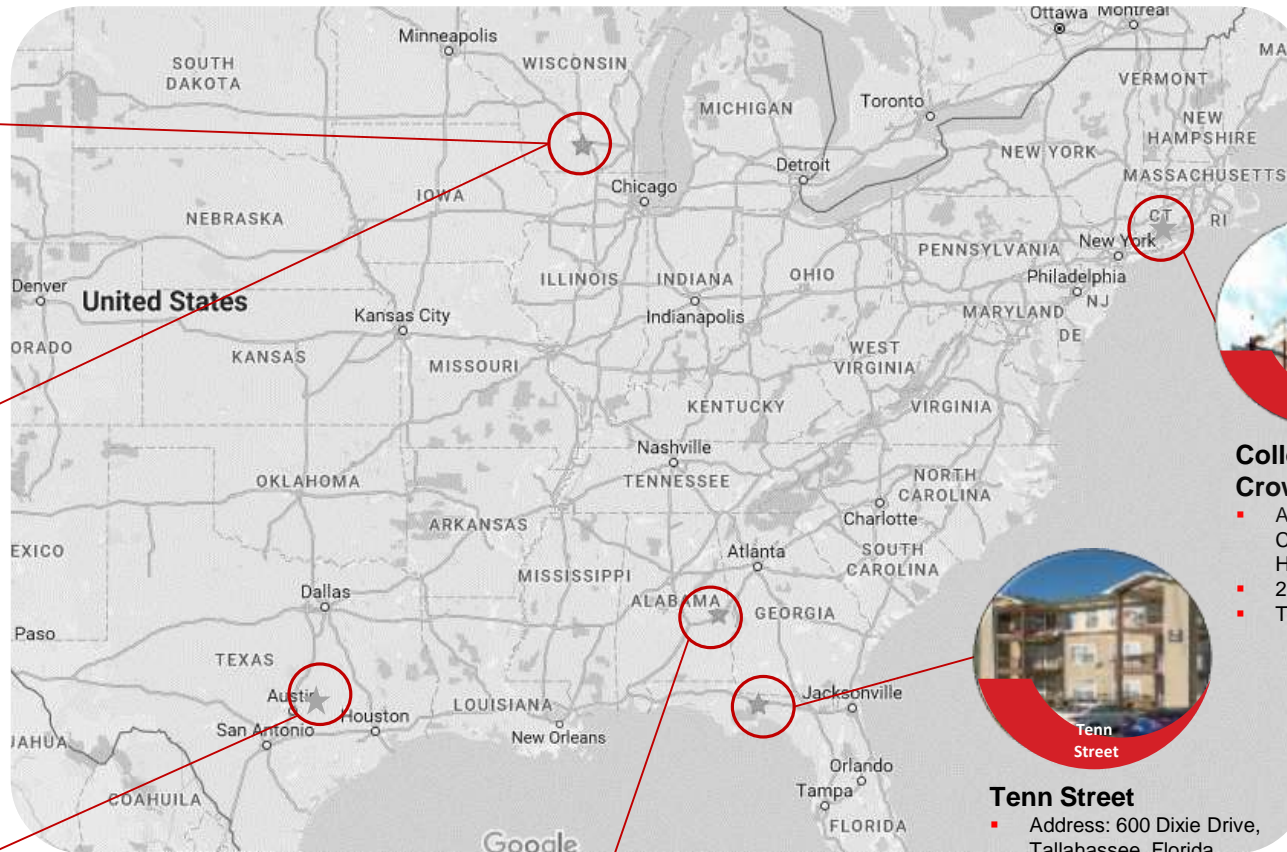 Ottawa
Montreal
Minneapolis
SOUTH
DAKOTA
WISCONSIN
VERMONT
MICHIGAN
Toronto
NEW
HAMPSHIRE
NEW YORK
Detroit
MASSACHUSETTS
Chicago
IOWA
NEBRASKA
CT
RI
New York
PENNSYLVANIA
ILLINOIS
INDIANA
OHIO
Philadelphia
Denver
United States
NJ
Kansas City
Indianapolis
MARYLAND
DE
KANSAS
MISSOURI
WEST
VIRGINIA
KENTUCKY
VIRGINIA
Nashville
TENNESSEE
OKLAHOMA
NORTH
CAROLINA
ARKANSAS
Charlotte
Atlanta
SOUTH
CAROLINA
MISSISSIPPI
Dallas
ALABAMA
GEORGIA
Paso
TEXAS
Austin
LOUISIANA
Jacksonville
Houston
San Antonio
New Orleans
Orlando
Tampa
COAHUILA
FLORIDA
Google
Tenn
Street
Tenn Street
Address: 600 Dixie Drive,
Tallahassee, Florida